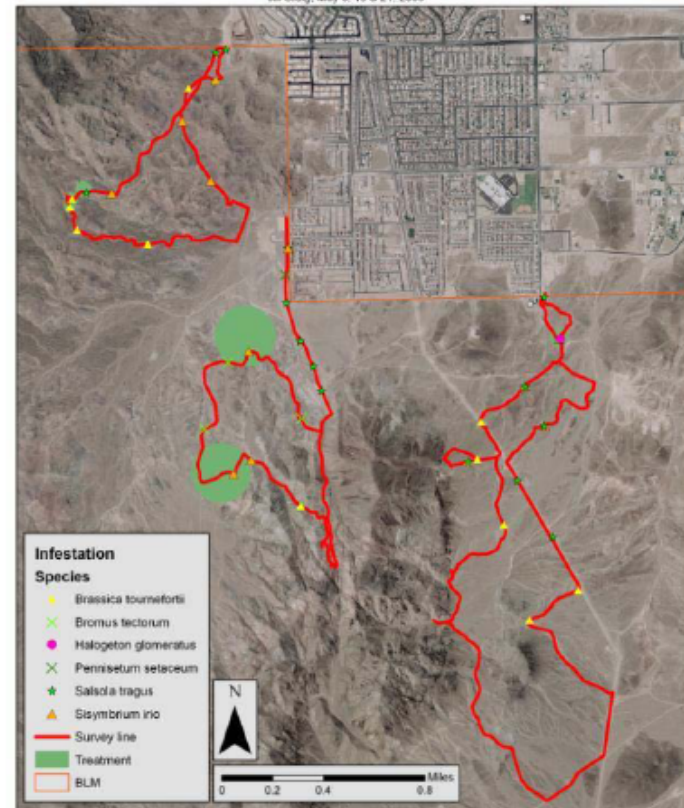 Infestation
Species
Brassica tournefortii
Bromus tectorum
Halogeton glomeratus
Pennisetum setaceum
Salsola tragus
Sisymbrium irio
Survey line
Treatment
BLM
N
Miles
0 0.2 0.4 0.8